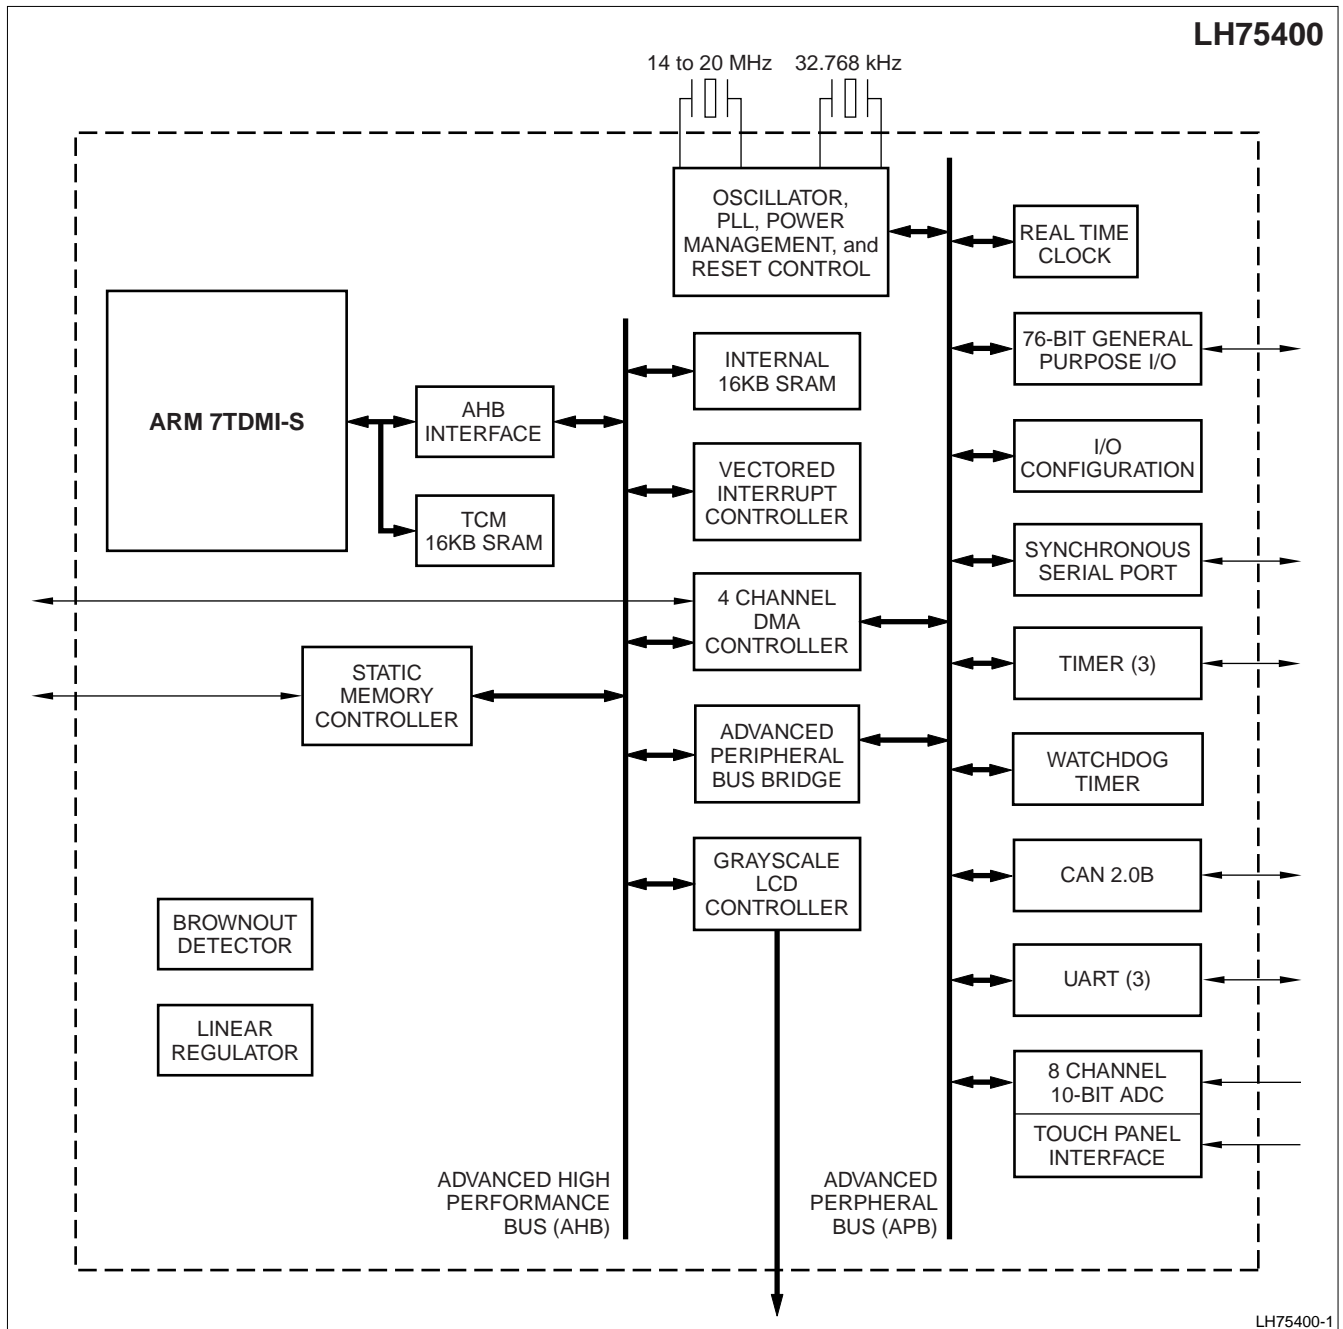 LH75400
14 to 20 MHz
32.768 kHz
OSCILLATOR,
PLL, POWER
MANAGEMENT, and
RESET CONTROL
REAL TIME
CLOCK
ARM 7TDMI-S
AHB
INTERFACE
TCM
16KB SRAM
INTERNAL
16KB SRAM
VECTORED
INTERRUPT
CONTROLLER
4 CHANNEL
DMA
CONTROLLER
STATIC
MEMORY
CONTROLLER
ADVANCED
PERIPHERAL
BUS BRIDGE
GRAYSCALE
LCD
CONTROLLER
BROWNOUT
DETECTOR
LINEAR
REGULATOR
76-BIT GENERAL
PURPOSE I/O
I/O
CONFIGURATION
SYNCHRONOUS
SERIAL PORT
TIMER (3)
WATCHDOG
TIMER
CAN 2.0B
UART (3)
8 CHANNEL
10-BIT ADC
TOUCH PANEL
INTERFACE
ADVANCED HIGH
PERFORMANCE
BUS (AHB)
ADVANCED
PERPHERAL
BUS (APB)
LH75400-1